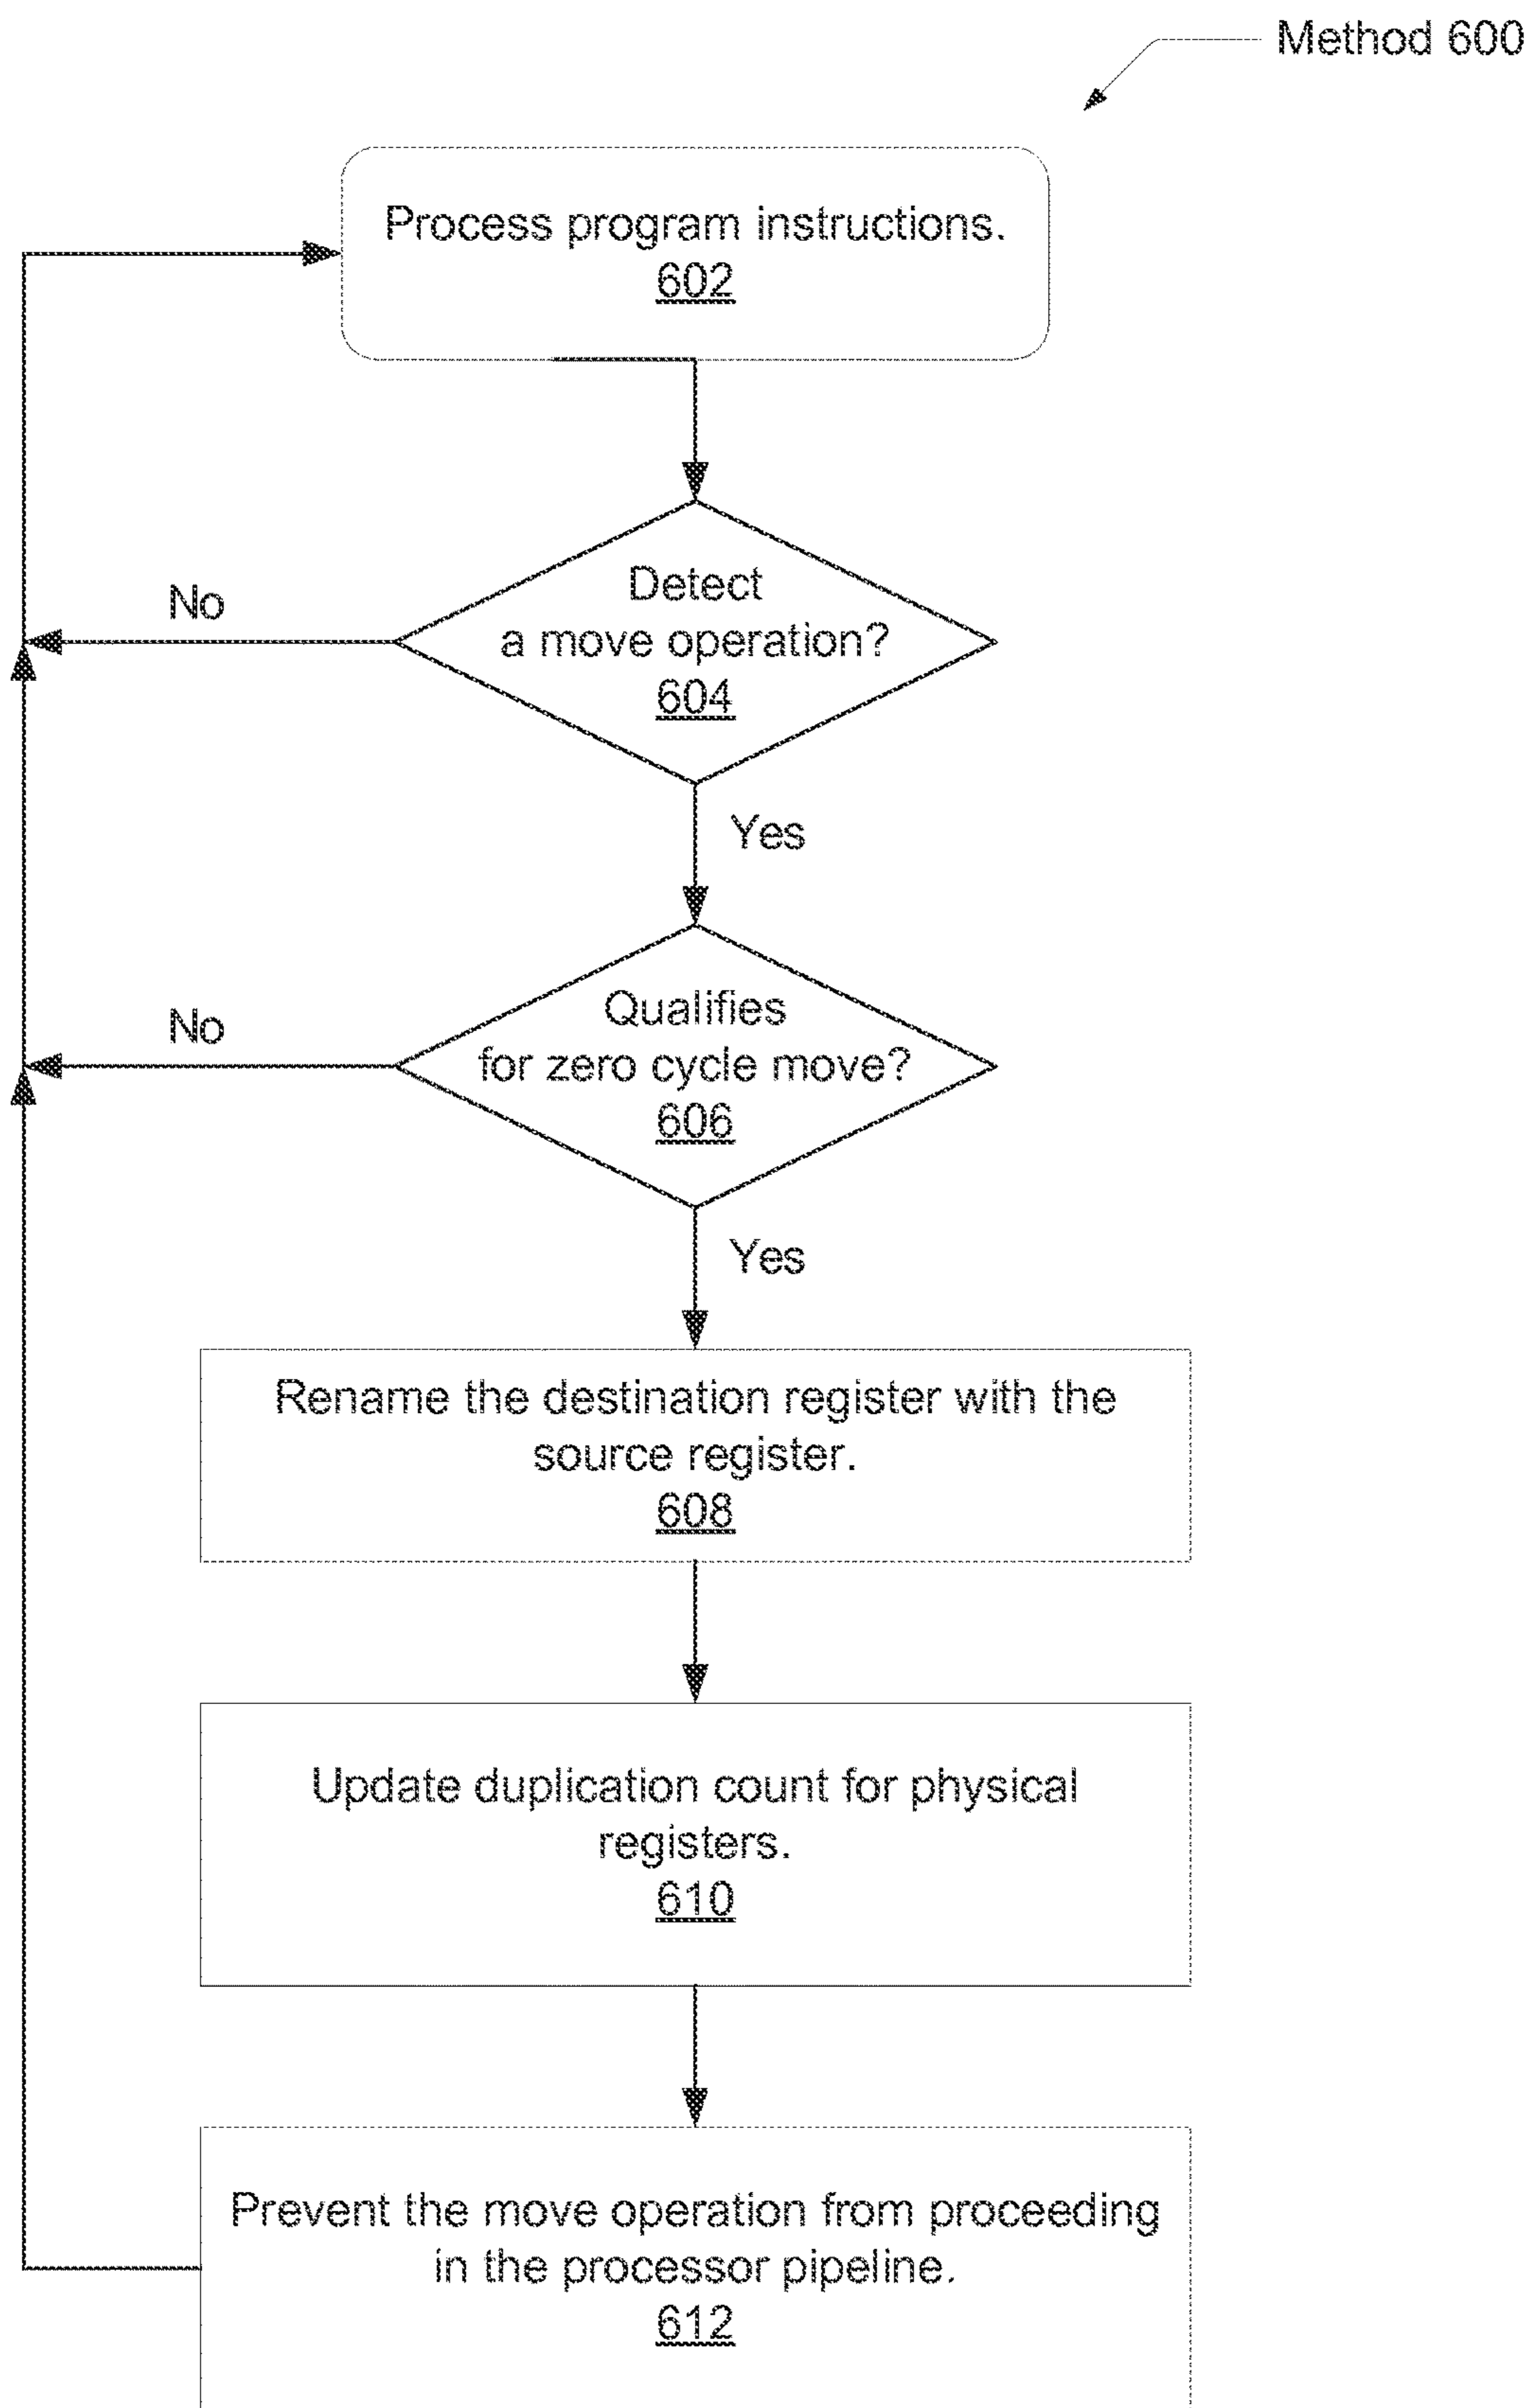 Method 600
Process program instructions.
602
Detect
a move operation?
604
No
Yes
Qualifies
for zero cycle move?
606
No
Yes
Rename the destination register with the
source register.
608
Update duplication count for physical
registers.
610
Prevent the move operation from proceeding
in the processor pipeline.
612